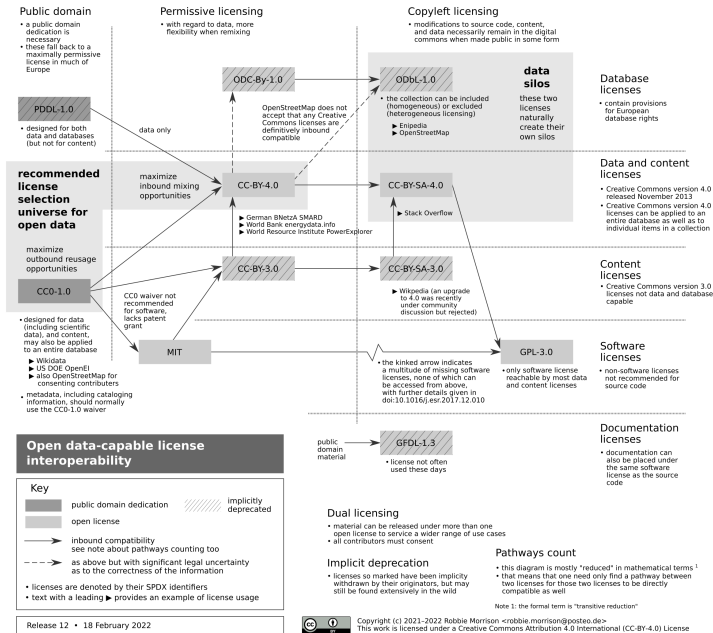 Public domain
• a public domain
dedication is
necessary
• these fall back to a
maximally permissive
license in much of
Europe
Permissive licensing
• with regard to data, more
flexibility when remixing
Copyleft licensing
• modifications to source code, content,
and data necessarily remain in the digital
commons when made public in some form
ODC-By-1.0
ODbL-1.0
data
silos
these two
licenses
naturally
create their
own silos
Database
licenses
• contain provisions
for European
database rights
PDDL-1.0
• designed for both
data and databases
(but not for content)
data only
OpenStreetMap does not
accept that any Creative
Commons licenses are
definitively inbound
compatible
• the collection can be included
(homogeneous) or excluded
(heterogeneous licensing)
▶ Enipedia
▶ OpenStreetMap
recommended
license
selection
universe for
open data
maximize
inbound mixing
opportunities
CC-BY-4.0
CC-BY-SA-4.0
Data and content
licenses
• Creative Commons version 4.0
released November 2013
• Creative Commons version 4.0
licenses can be applied to an
entire database as well as to
individual items in a collection
▶ German BNetzA SMARD
▶ World Bank energydata.info
▶ World Resource Institute PowerExplorer
▶ Stack Overflow
maximize
outbound reusage
opportunities
CC0-1.0
CC-BY-3.0
CC-BY-SA-3.0
Content
licenses
• Creative Commons version 3.0
licenses not data and database
capable
CC0 waiver not
recommended
for software,
lacks patent
grant
▶ Wikpedia (an upgrade
to 4.0 was recently
under community
discussion but rejected)
• designed for data
(including scientific
data), and content,
may also be applied
to an entire database
▶ Wikidata
▶ US DOE OpenEI
▶ also OpenStreetMap for
consenting contributers
• metadata, including cataloging
information, should normally
use the CC0-1.0 waiver
MIT
GPL-3.0
Software
licenses
• non-software licenses
not recommended for
source code
• the kinked arrow indicates
a multitude of missing software
licenses, none of which can
be accessed from above,
with further details given in
doi:10.1016/j.esr.2017.12.010
• only software license
reachable by most data
and content licenses
public
domain
material
GFDL-1.3
• license not often
used these days
Documentation
licenses
• documentation can
also be placed under
the same software
license as the source
code
Open data-capable license
interoperability
Key
public domain dedication
implicitly
deprecated
open license
inbound compatibility
see note about pathways counting too
as above but with significant legal uncertainty
as to the correctness of the information
• licenses are denoted by their SPDX identifiers
• text with a leading ▶ provides an example of license usage
Dual licensing
• material can be released under more than one
open license to service a wider range of use cases
• all contributors must consent
Implicit deprecation
• licenses so marked have been implicity
withdrawn by their originators, but may
still be found extensively in the wild
Pathways count
• this diagram is mostly "reduced" in mathematical terms 1
• that means that one need only find a pathway between
two licenses for those two licenses to be directly
compatible as well
Note 1: the formal term is "transitive reduction"
Release 12 • 18 February 2022
cc BY
Copyright (c) 2021–2022 Robbie Morrison <robbie.morrison@posteo.de>
This work is licensed under a Creative Commons Attribution 4.0 International (CC-BY-4.0) License